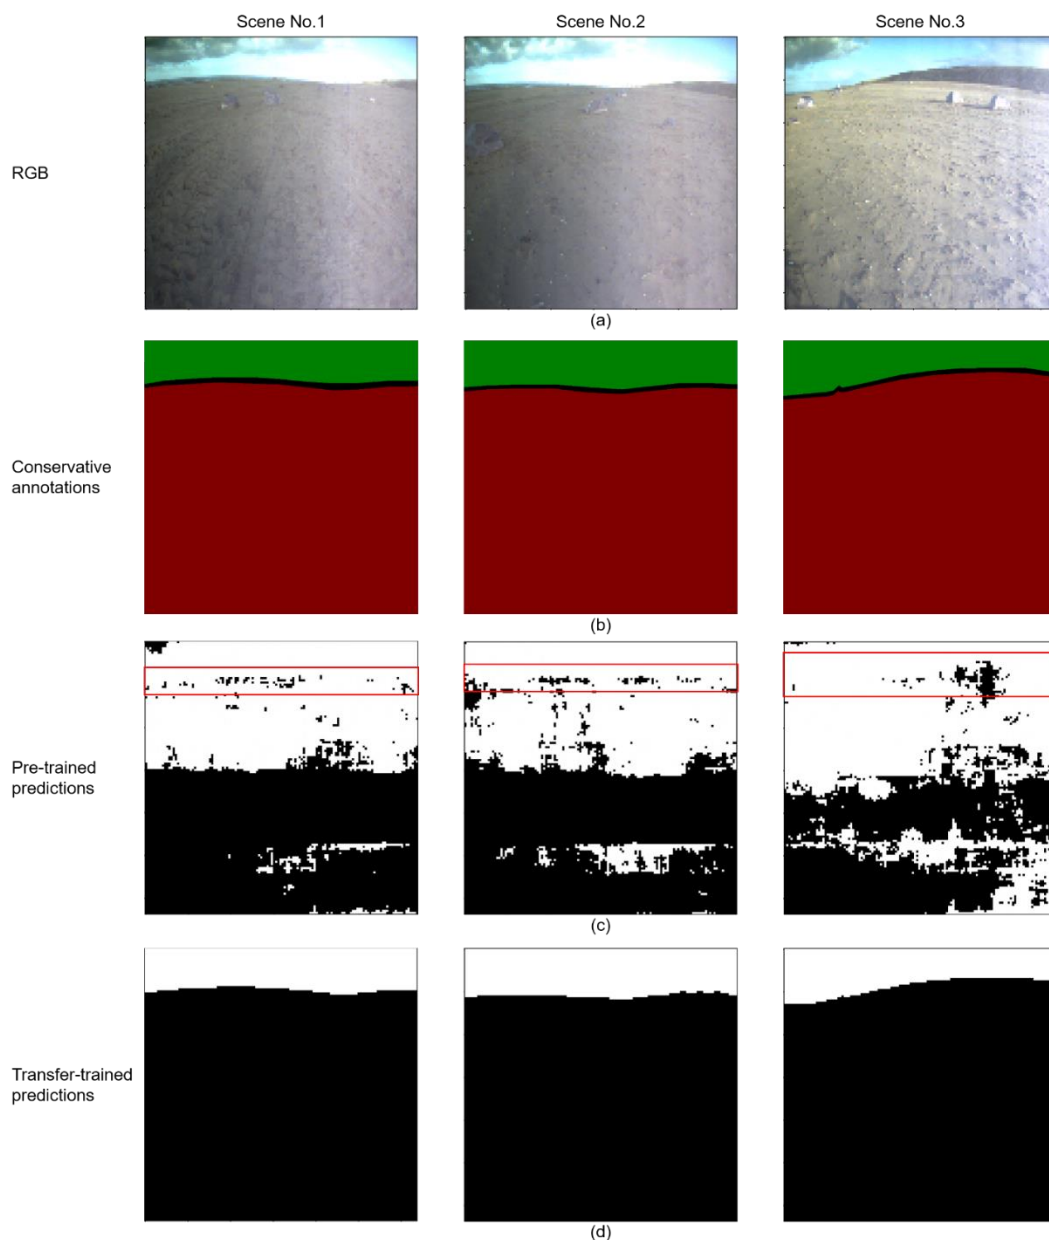 Scene No.1
Scene No.2
Scene No.3
RGB
(a)
Conservative
annotations
(b)
Pre-trained
predictions
(c)
Transfer-trained
predictions
(d)